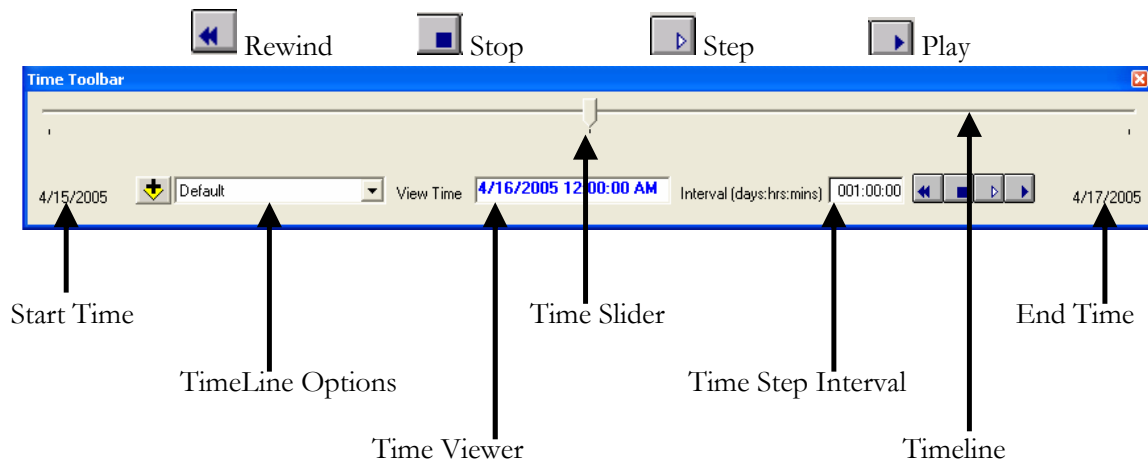 Rewind Stop Step Play
Time Toolbar
4/15/2005 Default View Time 4/16/2005 12:00:00 AM Interval (days:hrs:mins) 001:00:00 4/17/2005
Start Time Time Slider End Time
TimeLine Options Time Step Interval
Time Viewer Timeline